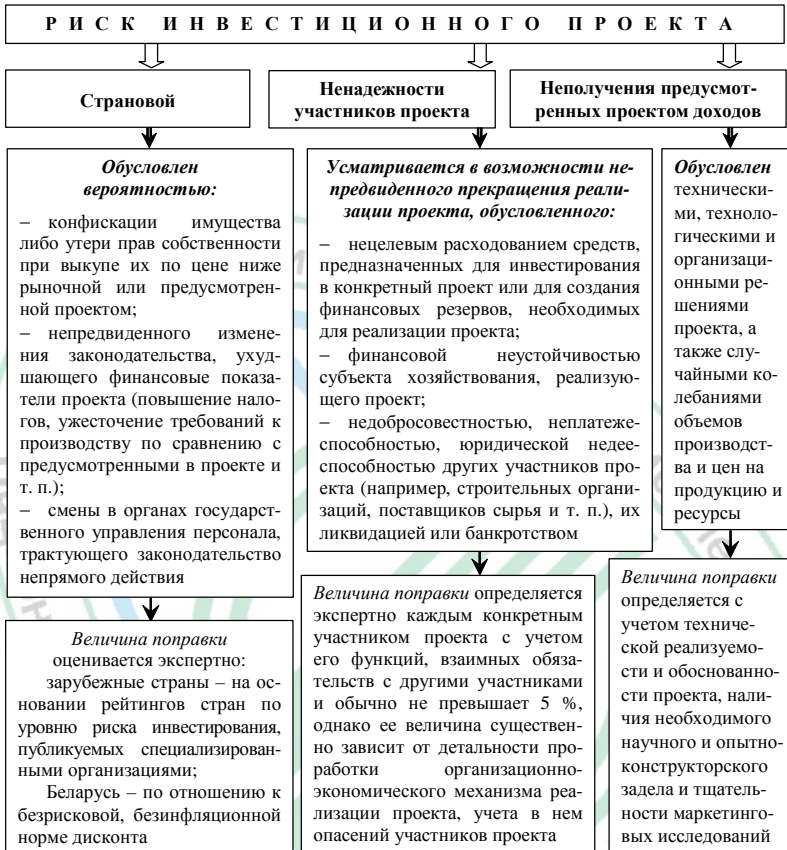 РИСК ИНВЕСТИЦИОННОГО ПРОЕКТА
Страновой
Ненадежности
участников проекта
Неполучения предусмот-
ренных проектом доходов
Обусловлен
вероятностью:
– конфискации имущества
либо утери прав собственности
при выкупе их по цене ниже
рыночной или предусмотрен-
ной проектом;
– непредвиденного измене-
ния законодательства, ухуд-
шающего финансовые показа-
тели проекта (повышение нало-
гов, ужесточение требований к
производству по сравнению с
предусмотренными в проекте и
т. п.);
– смены в органах государст-
венного управления персонала,
трактующего законодательство
непрямого действия
Усматривается в возможности не-
предвиденного прекращения реали-
зации проекта, обусловленного:
– нецелевым расходованием средств,
предназначенных для инвестирования
в конкретный проект или для создания
финансовых резервов, необходимых
для реализации проекта;
– финансовой неустойчивостью
субъекта хозяйствования, реализую-
щего проект;
– недобросовестностью, неплатеже-
способностью, юридической недее-
способностью других участников про-
екта (например, строительных органи-
заций, поставщиков сырья и т. п.), их
ликвидацией или банкротством
Обусловлен
технически-
ми, техноло-
гическими и
организаци-
онными ре-
шениями
проекта, а
также слу-
чайными ко-
лебаниями
объемов
производст-
ва и цен на
продукцию и
ресурсы
Величина поправки
оценивается экспертно:
зарубежные страны – на ос-
новании рейтингов стран по
уровню риска инвестирования,
публикуемых специализирован-
ными организациями;
Беларусь – по отношению к
безрисковой, безинфляционной
норме дисконта
Величина поправки определяется
экспертно каждым конкретным
участником проекта с учетом
его функций, взаимных обяза-
тельств с другими участниками
и обычно не превышает 5 %,
однако ее величина существен-
но зависит от детальности про-
работки организационно-
экономического механизма реа-
лизации проекта, учета в нем
опасений участников проекта
Величина поправки
определяется с
учетом техниче-
ской реализуемо-
сти и обоснованно-
сти проекта, нали-
чия необходимого
научного и опытно-
конструкторского
задела и тщатель-
ности маркетинго-
вых исследований